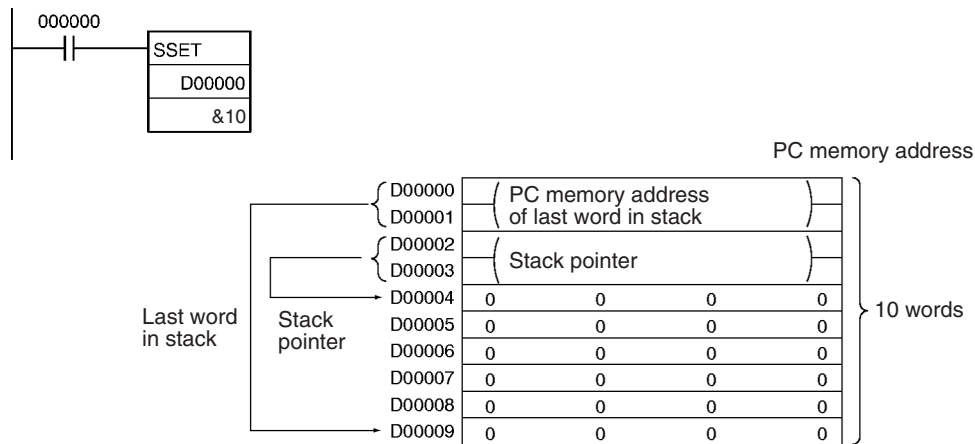 000000
SSET
D00000
&10
PC memory address
D00000
D00001
PC memory address
of last word in stack
D00002
D00003
Stack pointer
D00004 0 0 0 0
D00005 0 0 0 0
D00006 0 0 0 0
D00007 0 0 0 0
D00008 0 0 0 0
D00009 0 0 0 0
Last word
in stack
Stack
pointer
10 words